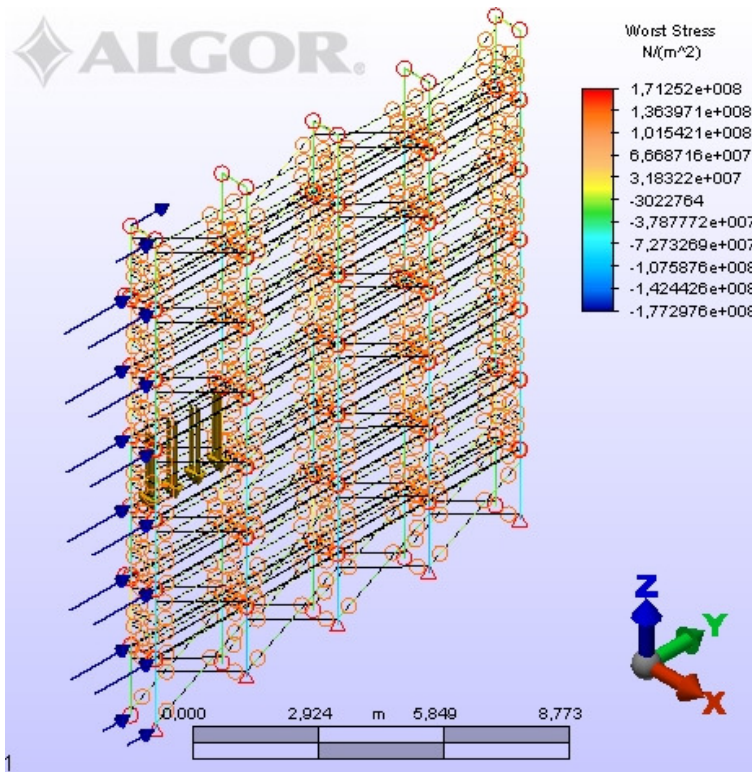 ALGOR®
Worst Stress
N/(m^2)
1,71252e+008
1,363971e+008
1,015421e+008
6,668716e+007
3,18322e+007
-3022764
-3,787772e+007
-7,273269e+007
-1,075876e+008
-1,424426e+008
-1,772976e+008
Z
Y
X
0,000 2,924 m 5,849 8,773
1